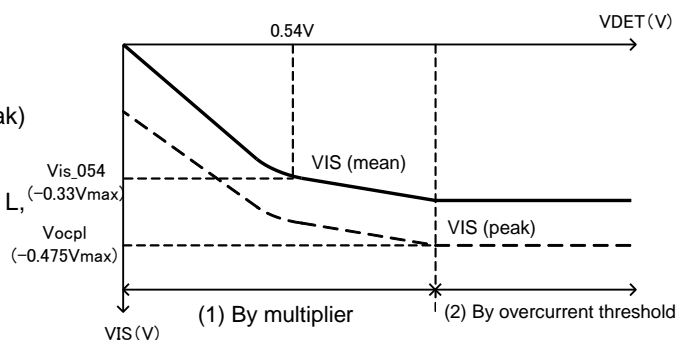 VDET(V)
0.54V
ak)
VIS (mean)
Vis_054
(-0.33Vmax)
L,
VIS (peak)
Vocpl
(-0.475Vmax)
(1) By multiplier
(2) By overcurrent threshold
VIS(V)